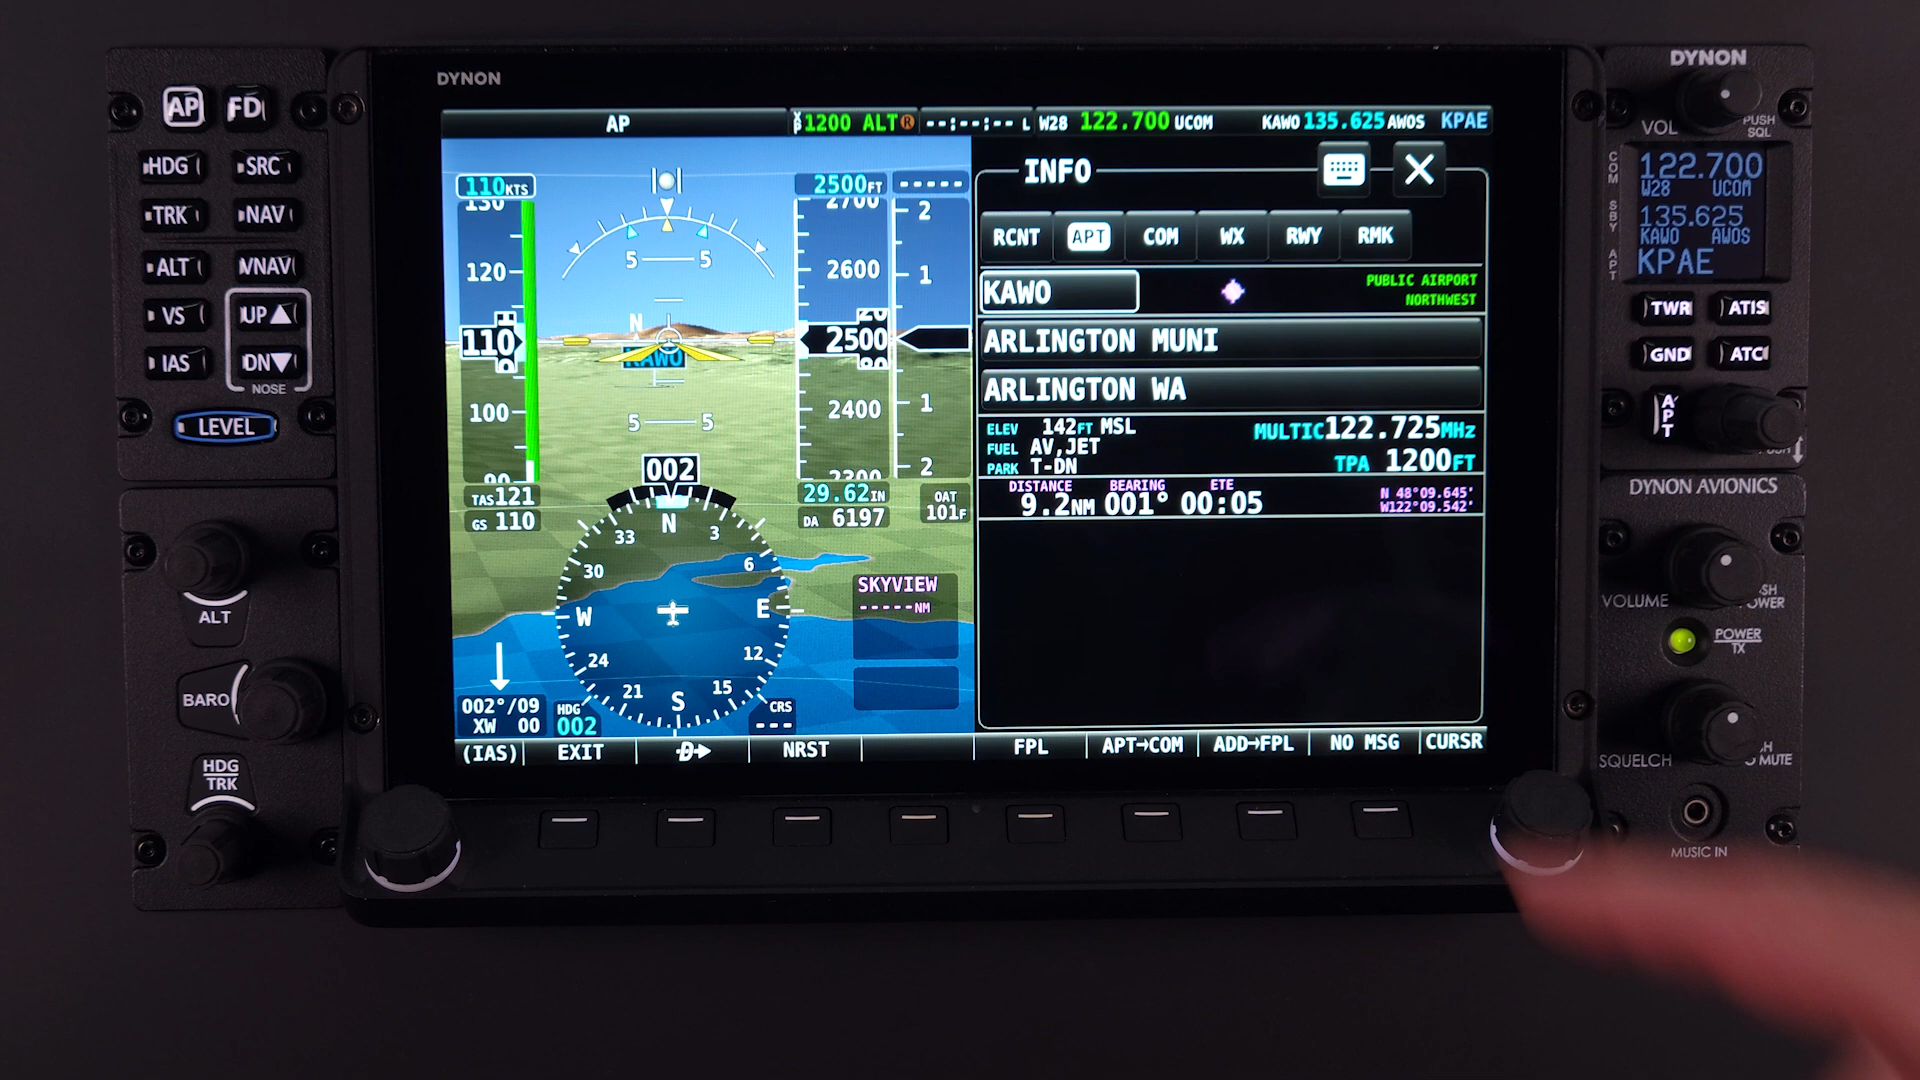 DYNON
AP
1200 ALT R --:--:-- L W28 122.700 UCOM KAWO 135.625 AWOS KPAE
AP FD
HDG SRC
TRK NAV
ALT VNAV
VS UP
IAS DN
NOSE
LEVEL
ALT
BARO
HDG
TRK
110KTS
130
120
110
100
90
TAS 121
GS 110
5 5
N
KAWO
5 5
2500FT
2700
2600
20
2500
80
2400
2300
-----
2
1
1
2
29.62IN
DA 6197
OAT
101F
002
N 3 6 E 12 15 S 21 24 W 30 33
SKYVIEW
-----NM
002°/09
XW 00
HDG
002
CRS
---
INFO
RCNT APT COM WX RWY RMK
KAWO
PUBLIC AIRPORT
NORTHWEST
ARLINGTON MUNI
ARLINGTON WA
ELEV 142FT MSL
FUEL AV,JET
PARK T-DN
MULTIC 122.725MHz
TPA 1200FT
DISTANCE BEARING ETE
9.2NM 001° 00:05
N 48°09.645'
W122°09.542'
(IAS) EXIT D→ NRST FPL APT→COM ADD→FPL NO MSG CURSR
DYNON
VOL
PUSH
SQL
COM 122.700
W28 UCOM
SBY 135.625
KAWO AWOS
APT KPAE
TWR ATIS
GND ATC
APT
DYNON AVIONICS
VOLUME
POWER
TX
SQUELCH
MUTE
MUSIC IN